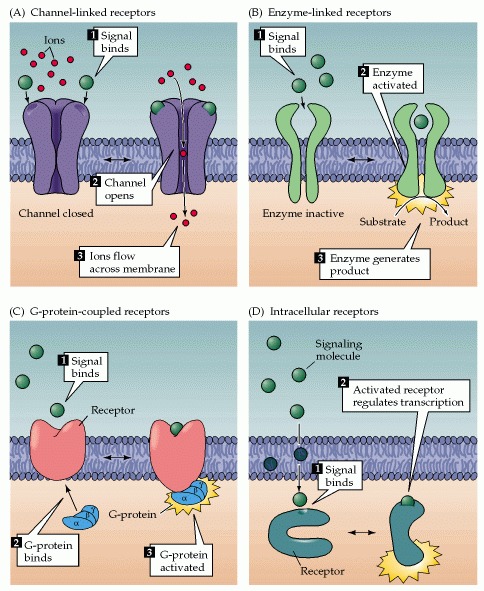 (A) Channel-linked receptors
Ions
1 Signal
binds
2 Channel
opens
Channel closed
3 Ions flow
across membrane
(B) Enzyme-linked receptors
1 Signal
binds
2 Enzyme
activated
Enzyme inactive
Substrate
Product
3 Enzyme generates
product
(C) G-protein-coupled receptors
1 Signal
binds
Receptor
G-protein
α
β
γ
α
β
γ
2 G-protein
binds
3 G-protein
activated
(D) Intracellular receptors
Signaling
molecule
2 Activated receptor
regulates transcription
1 Signal
binds
Receptor